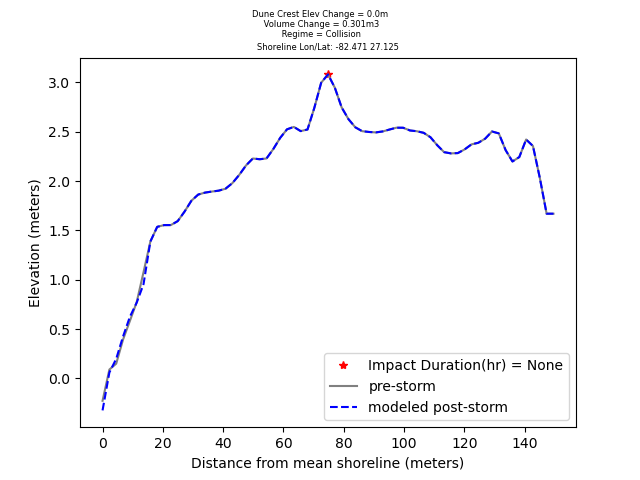 Dune Crest Elev Change = 0.0m
Volume Change = 0.301m3
Regime = Collision
Shoreline Lon/Lat: -82.471 27.125
3.0
2.5
2.0
1.5
1.0
0.5
0.0
Elevation (meters)
Impact Duration(hr) = None
pre-storm
modeled post-storm
0 20 40 60 80 100 120 140
Distance from mean shoreline (meters)